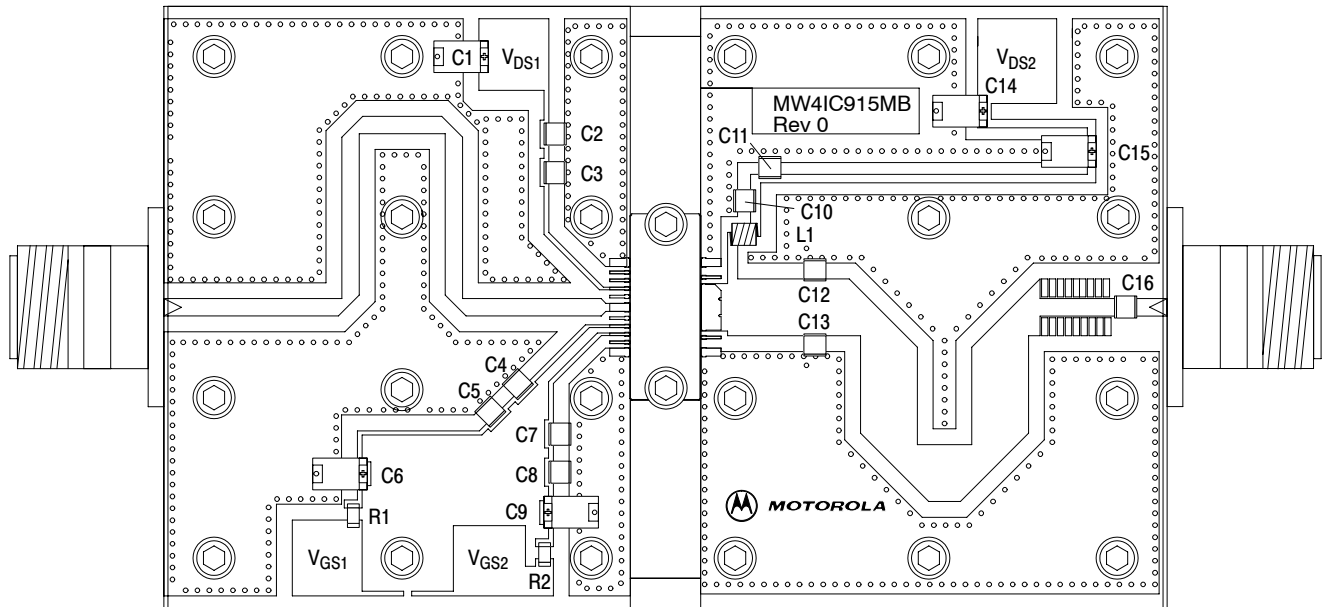 C1
V_DS1
V_DS2
C14
MW4IC915MB
Rev 0
C2
C11
C15
C3
C10
L1
C12
C16
C13
C4
C5
C7
C6
C8
C9
R1
MOTOROLA
V_GS1
V_GS2
R2